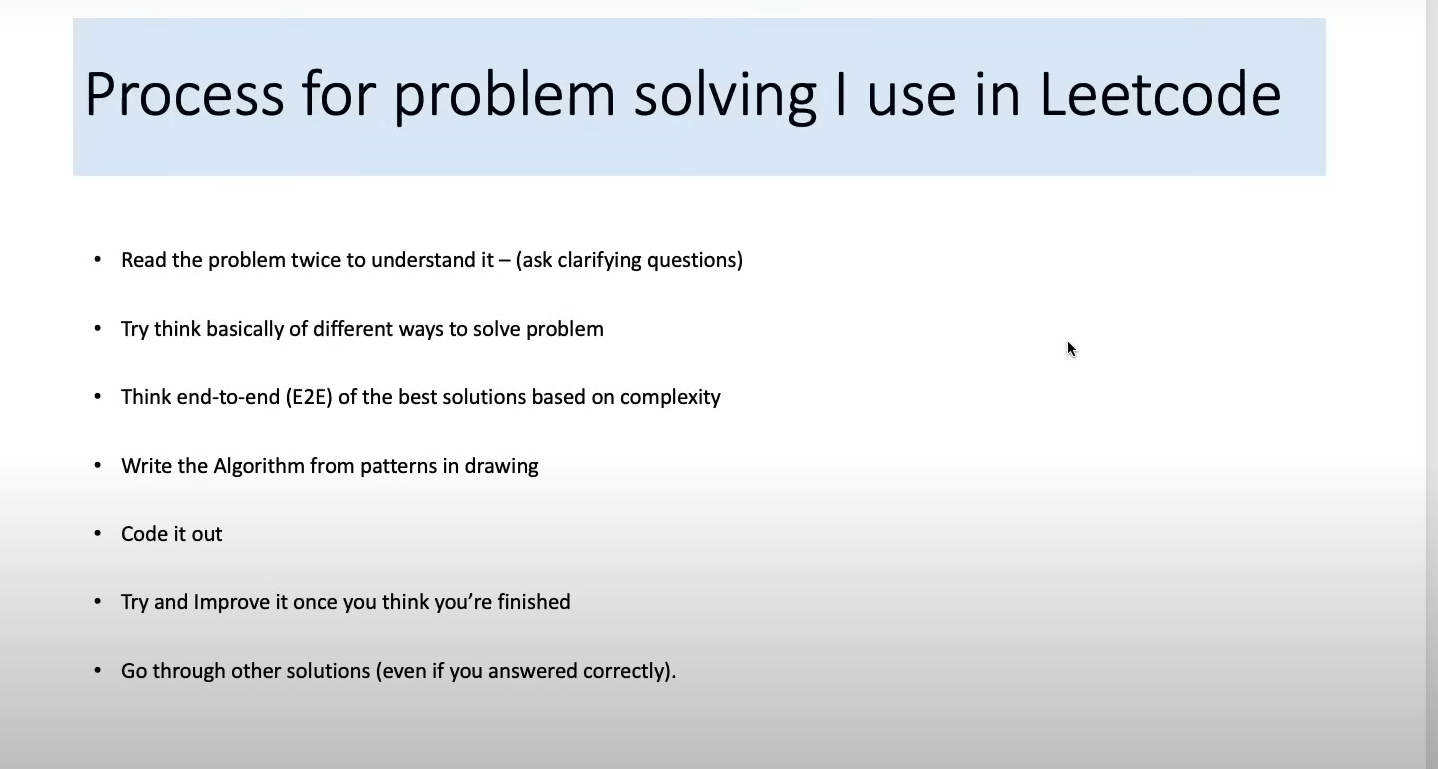 Process for problem solving I use in Leetcode
• Read the problem twice to understand it – (ask clarifying questions)
• Try think basically of different ways to solve problem
• Think end-to-end (E2E) of the best solutions based on complexity
• Write the Algorithm from patterns in drawing
• Code it out
• Try and Improve it once you think you’re finished
• Go through other solutions (even if you answered correctly).